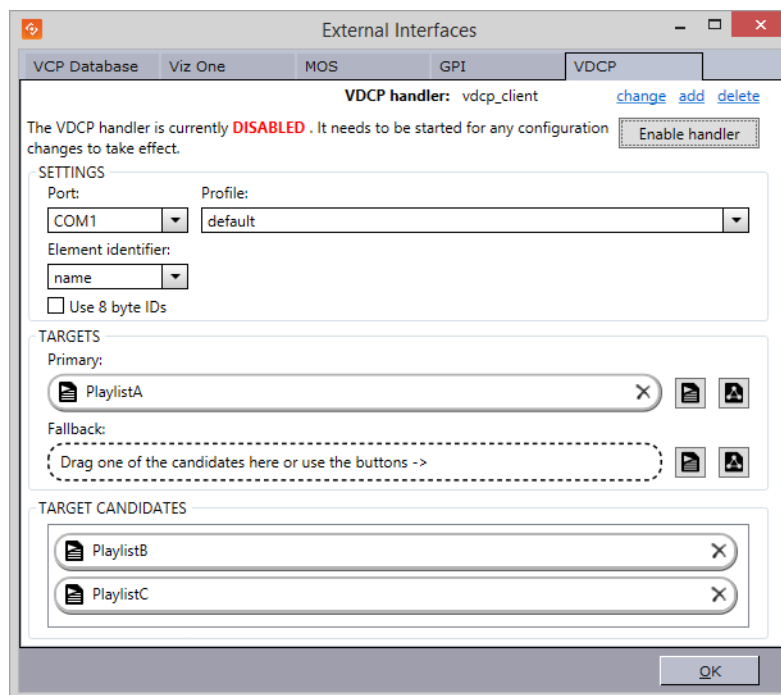 External Interfaces
VCP Database Viz One MOS GPI VDCP
VDCP handler: vdcp_client change add delete
The VDCP handler is currently DISABLED . It needs to be started for any configuration
changes to take effect.
Enable handler
SETTINGS
Port: Profile:
COM1 default
Element identifier:
name
Use 8 byte IDs
TARGETS
Primary:
PlaylistA
Fallback:
Drag one of the candidates here or use the buttons ->
TARGET CANDIDATES
PlaylistB
PlaylistC
OK